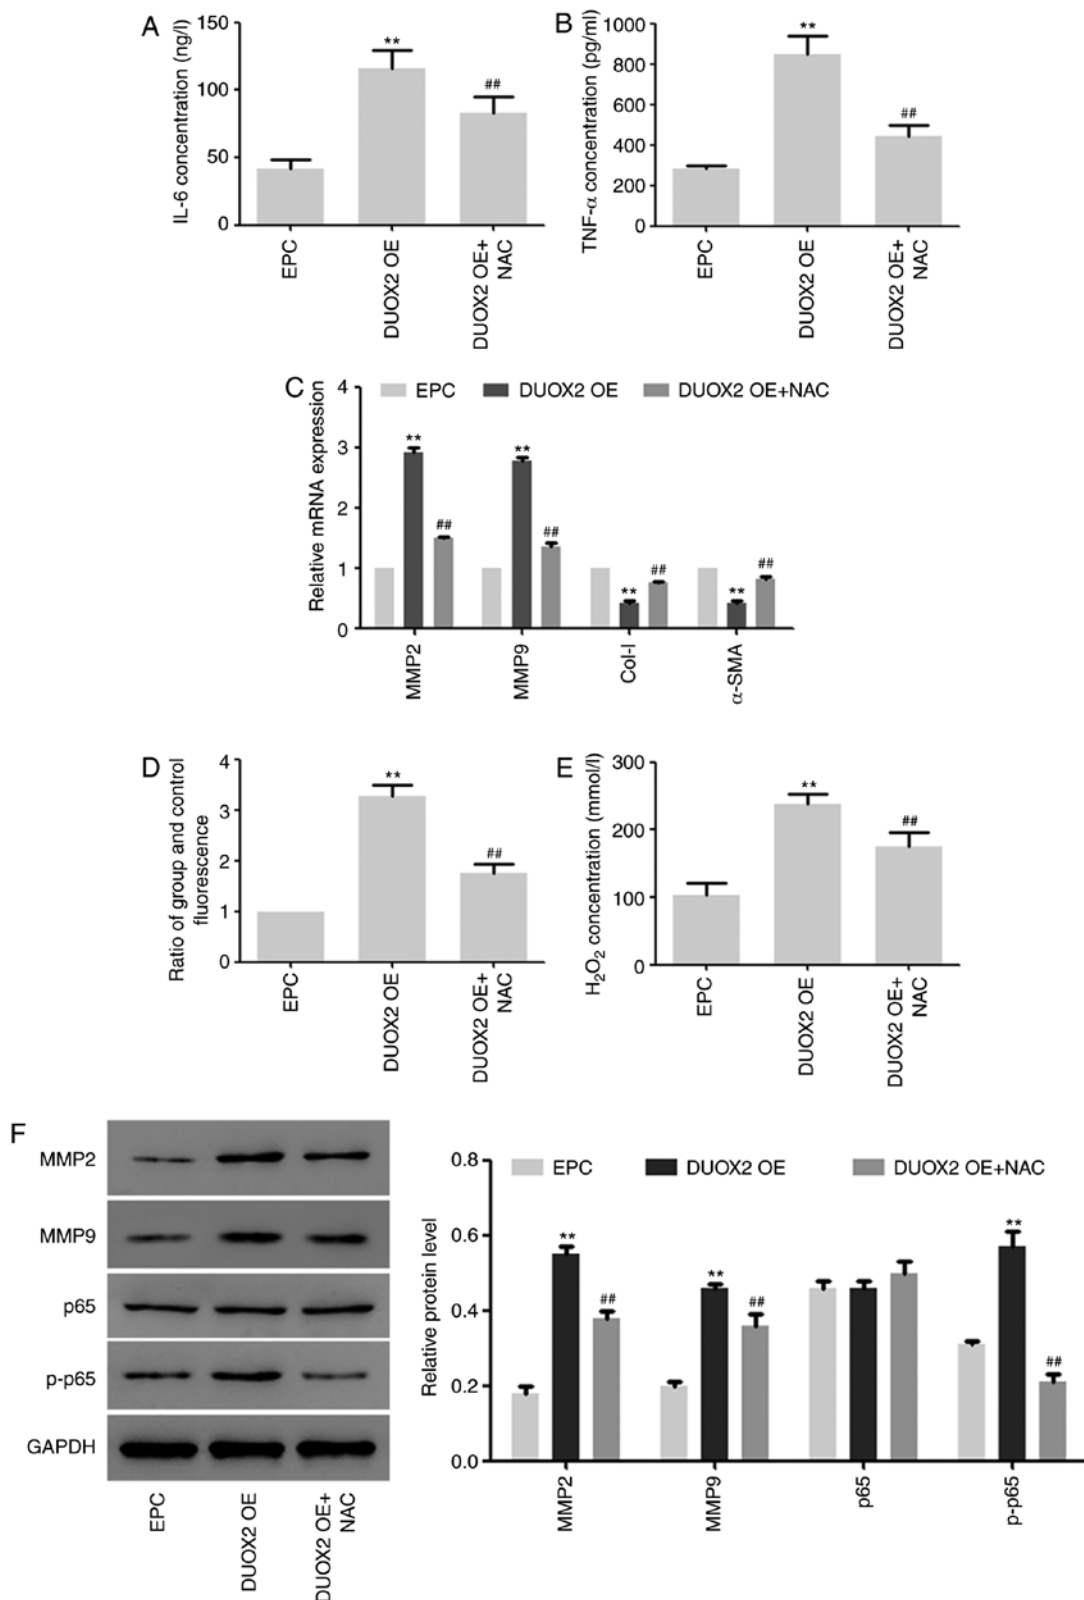 A
IL-6 concentration (ng/l)
150
100
50
0
**
##
EPC
DUOX2 OE
DUOX2 OE+
NAC
B
TNF-α concentration (pg/ml)
1000
800
600
400
200
0
**
##
EPC
DUOX2 OE
DUOX2 OE+
NAC
C
EPC
DUOX2 OE
DUOX2 OE+NAC
Relative mRNA expression
4
3
2
1
0
**
##
**
##
**
##
**
##
MMP2
MMP9
Col-I
α-SMA
D
Ratio of group and control
fluorescence
4
3
2
1
0
**
##
EPC
DUOX2 OE
DUOX2 OE+
NAC
E
H₂O₂ concentration (mmol/l)
300
200
100
0
**
##
EPC
DUOX2 OE
DUOX2 OE+
NAC
F
MMP2
MMP9
p65
p-p65
GAPDH
EPC
DUOX2 OE
DUOX2 OE+
NAC
EPC
DUOX2 OE
DUOX2 OE+NAC
Relative protein level
0.8
0.6
0.4
0.2
0.0
**
##
**
##
**
##
MMP2
MMP9
p65
p-p65